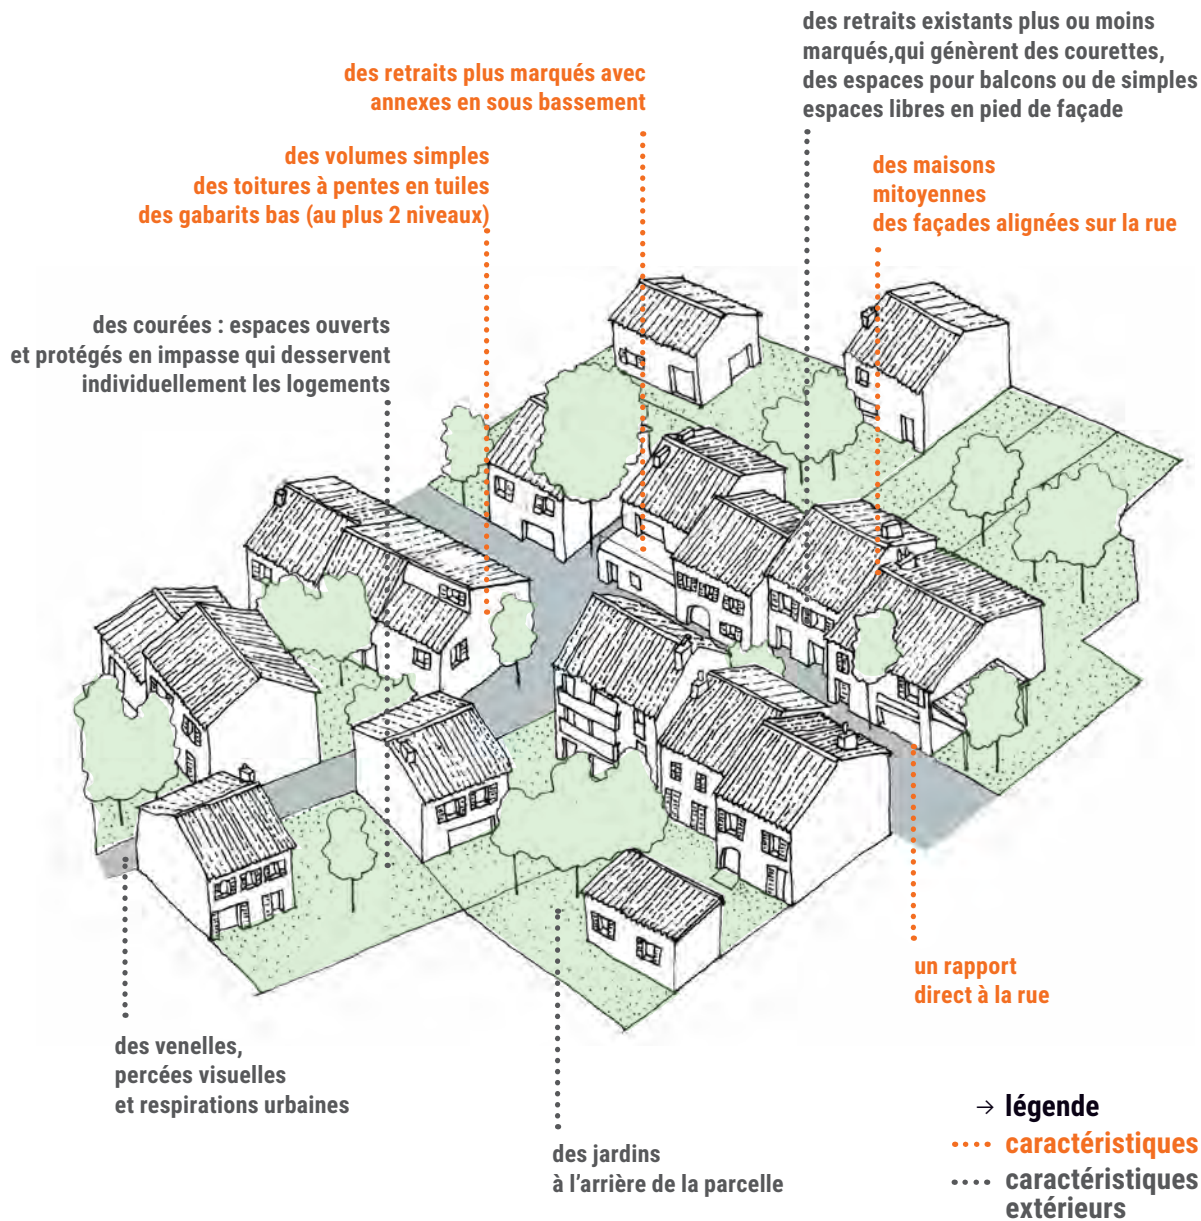 des retraits existants plus ou moins
marqués,qui génèrent des courettes,
des espaces pour balcons ou de simples
espaces libres en pied de façade
des retraits plus marqués avec
annexes en sous bassement
des volumes simples
des toitures à pentes en tuiles
des gabarits bas (au plus 2 niveaux)
des maisons
mitoyennes
des façades alignées sur la rue
des courées : espaces ouverts
et protégés en impasse qui desservent
individuellement les logements
un rapport
direct à la rue
des venelles,
percées visuelles
et respirations urbaines
des jardins
à l’arrière de la parcelle
→ légende
caractéristiques
caractéristiques
extérieurs